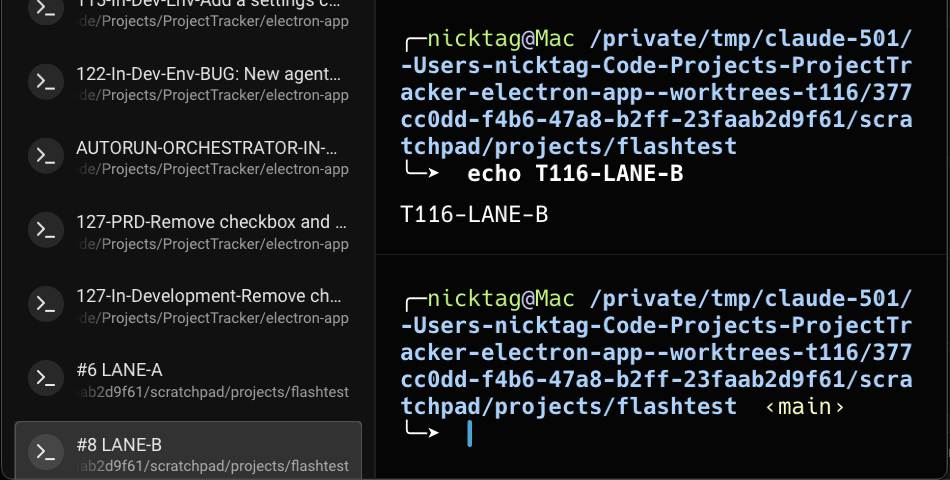 115-In-Dev-Env-Add a settings c...
de/Projects/ProjectTracker/electron-app
122-In-Dev-Env-BUG: New agent...
de/Projects/ProjectTracker/electron-app
AUTORUN-ORCHESTRATOR-IN-...
de/Projects/ProjectTracker/electron-app
127-PRD-Remove checkbox and ...
de/Projects/ProjectTracker/electron-app
127-In-Development-Remove ch...
de/Projects/ProjectTracker/electron-app
#6 LANE-A
ab2d9f61/scratchpad/projects/flashtest
#8 LANE-B
ab2d9f61/scratchpad/projects/flashtest
╭─nicktag@Mac /private/tmp/claude-501/
-Users-nicktag-Code-Projects-ProjectTr
acker-electron-app--worktrees-t116/377
cc0dd-f4b6-47a8-b2ff-23faab2d9f61/scra
tchpad/projects/flashtest
╰─➤  echo T116-LANE-B
T116-LANE-B
╭─nicktag@Mac /private/tmp/claude-501/
-Users-nicktag-Code-Projects-ProjectTr
acker-electron-app--worktrees-t116/377
cc0dd-f4b6-47a8-b2ff-23faab2d9f61/scra
tchpad/projects/flashtest  ‹main›
╰─➤